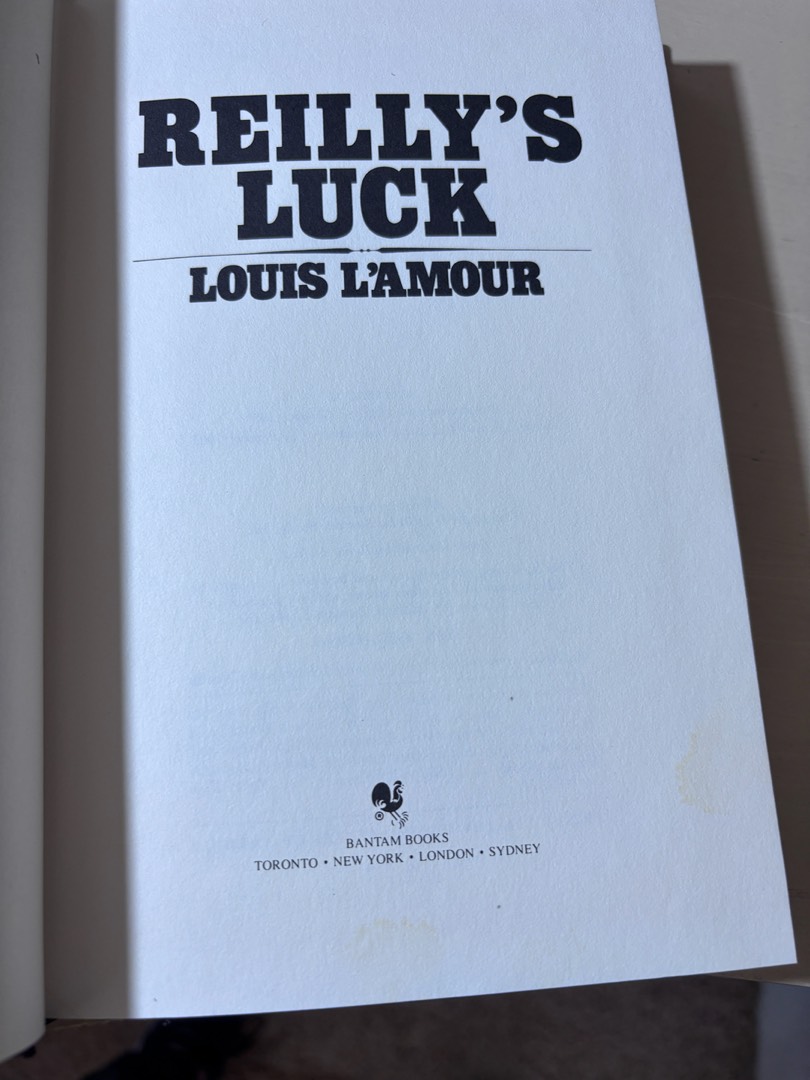 REILLY'S
LUCK
LOUIS L'AMOUR
BANTAM BOOKS
TORONTO • NEW YORK • LONDON • SYDNEY